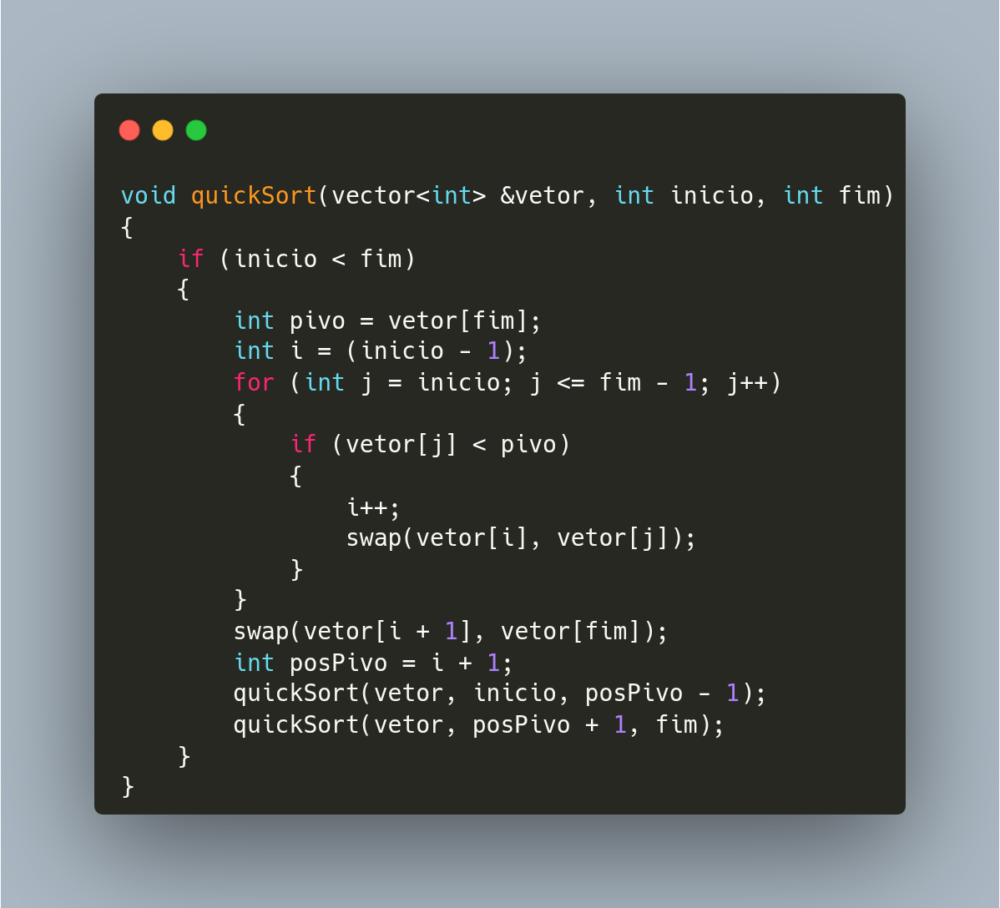 void quickSort(vector<int> &vetor, int inicio, int fim)
{
    if (inicio < fim)
    {
        int pivo = vetor[fim];
        int i = (inicio - 1);
        for (int j = inicio; j <= fim - 1; j++)
        {
            if (vetor[j] < pivo)
            {
                i++;
                swap(vetor[i], vetor[j]);
            }
        }
        swap(vetor[i + 1], vetor[fim]);
        int posPivo = i + 1;
        quickSort(vetor, inicio, posPivo - 1);
        quickSort(vetor, posPivo + 1, fim);
    }
}